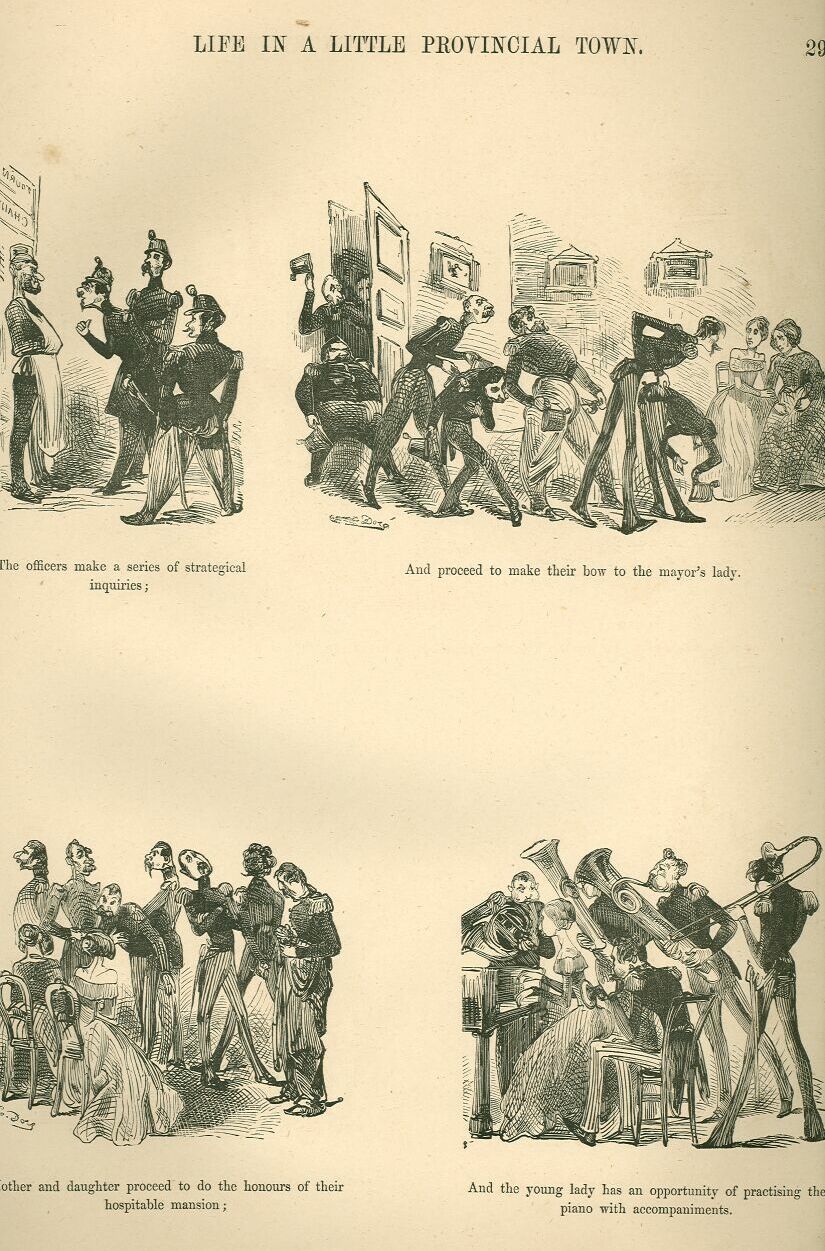 LIFE IN A LITTLE PROVINCIAL TOWN.
29
The officers make a series of strategical
inquiries;
And proceed to make their bow to the mayor's lady.
other and daughter proceed to do the honours of their
hospitable mansion;
And the young lady has an opportunity of practising the
piano with accompaniments.